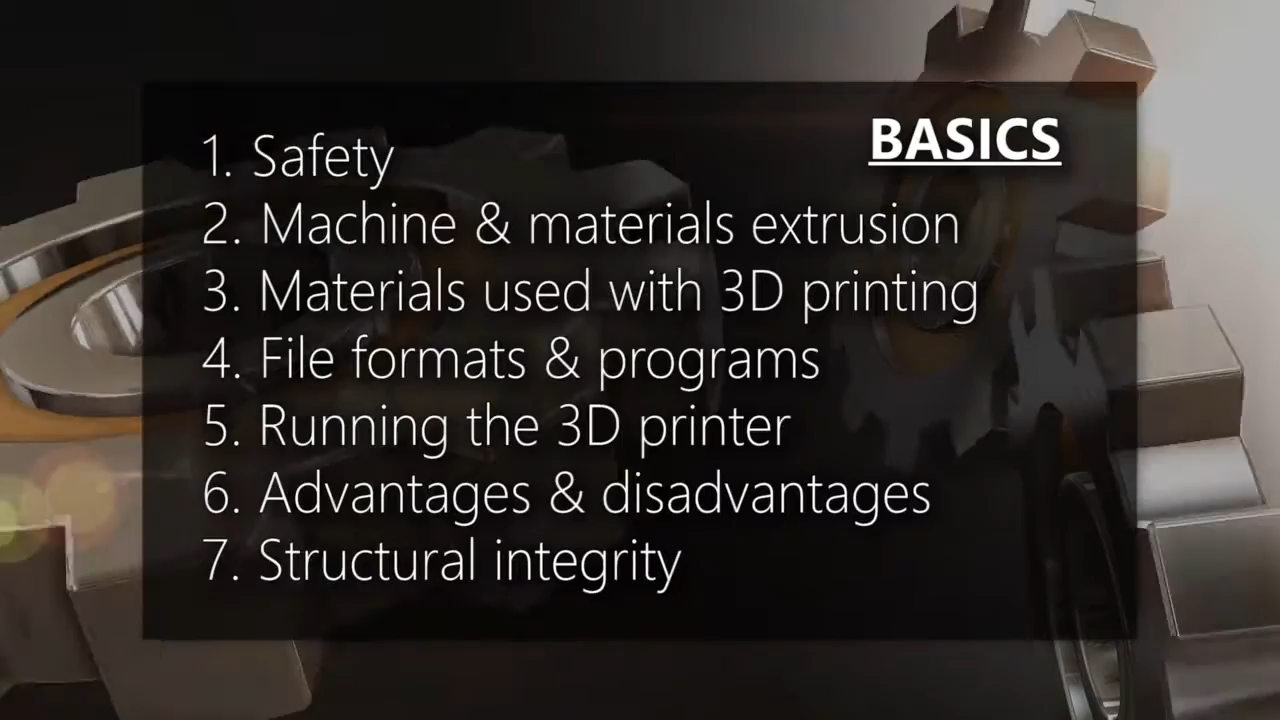 BASICS
1. Safety
2. Machine & materials extrusion
3. Materials used with 3D printing
4. File formats & programs
5. Running the 3D printer
6. Advantages & disadvantages
7. Structural integrity